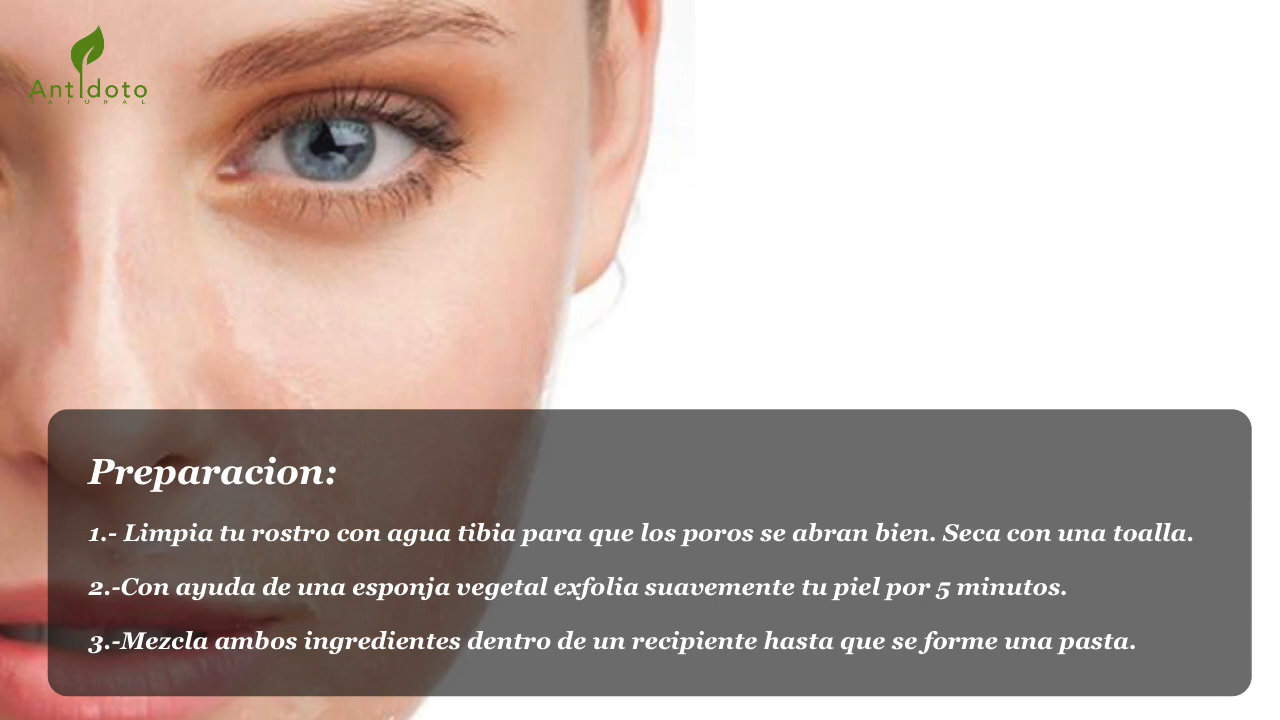 Antidoto
NATURAL
Preparacion:
1.- Limpia tu rostro con agua tibia para que los poros se abran bien. Seca con una toalla.
2.-Con ayuda de una esponja vegetal exfolia suavemente tu piel por 5 minutos.
3.-Mezcla ambos ingredientes dentro de un recipiente hasta que se forme una pasta.